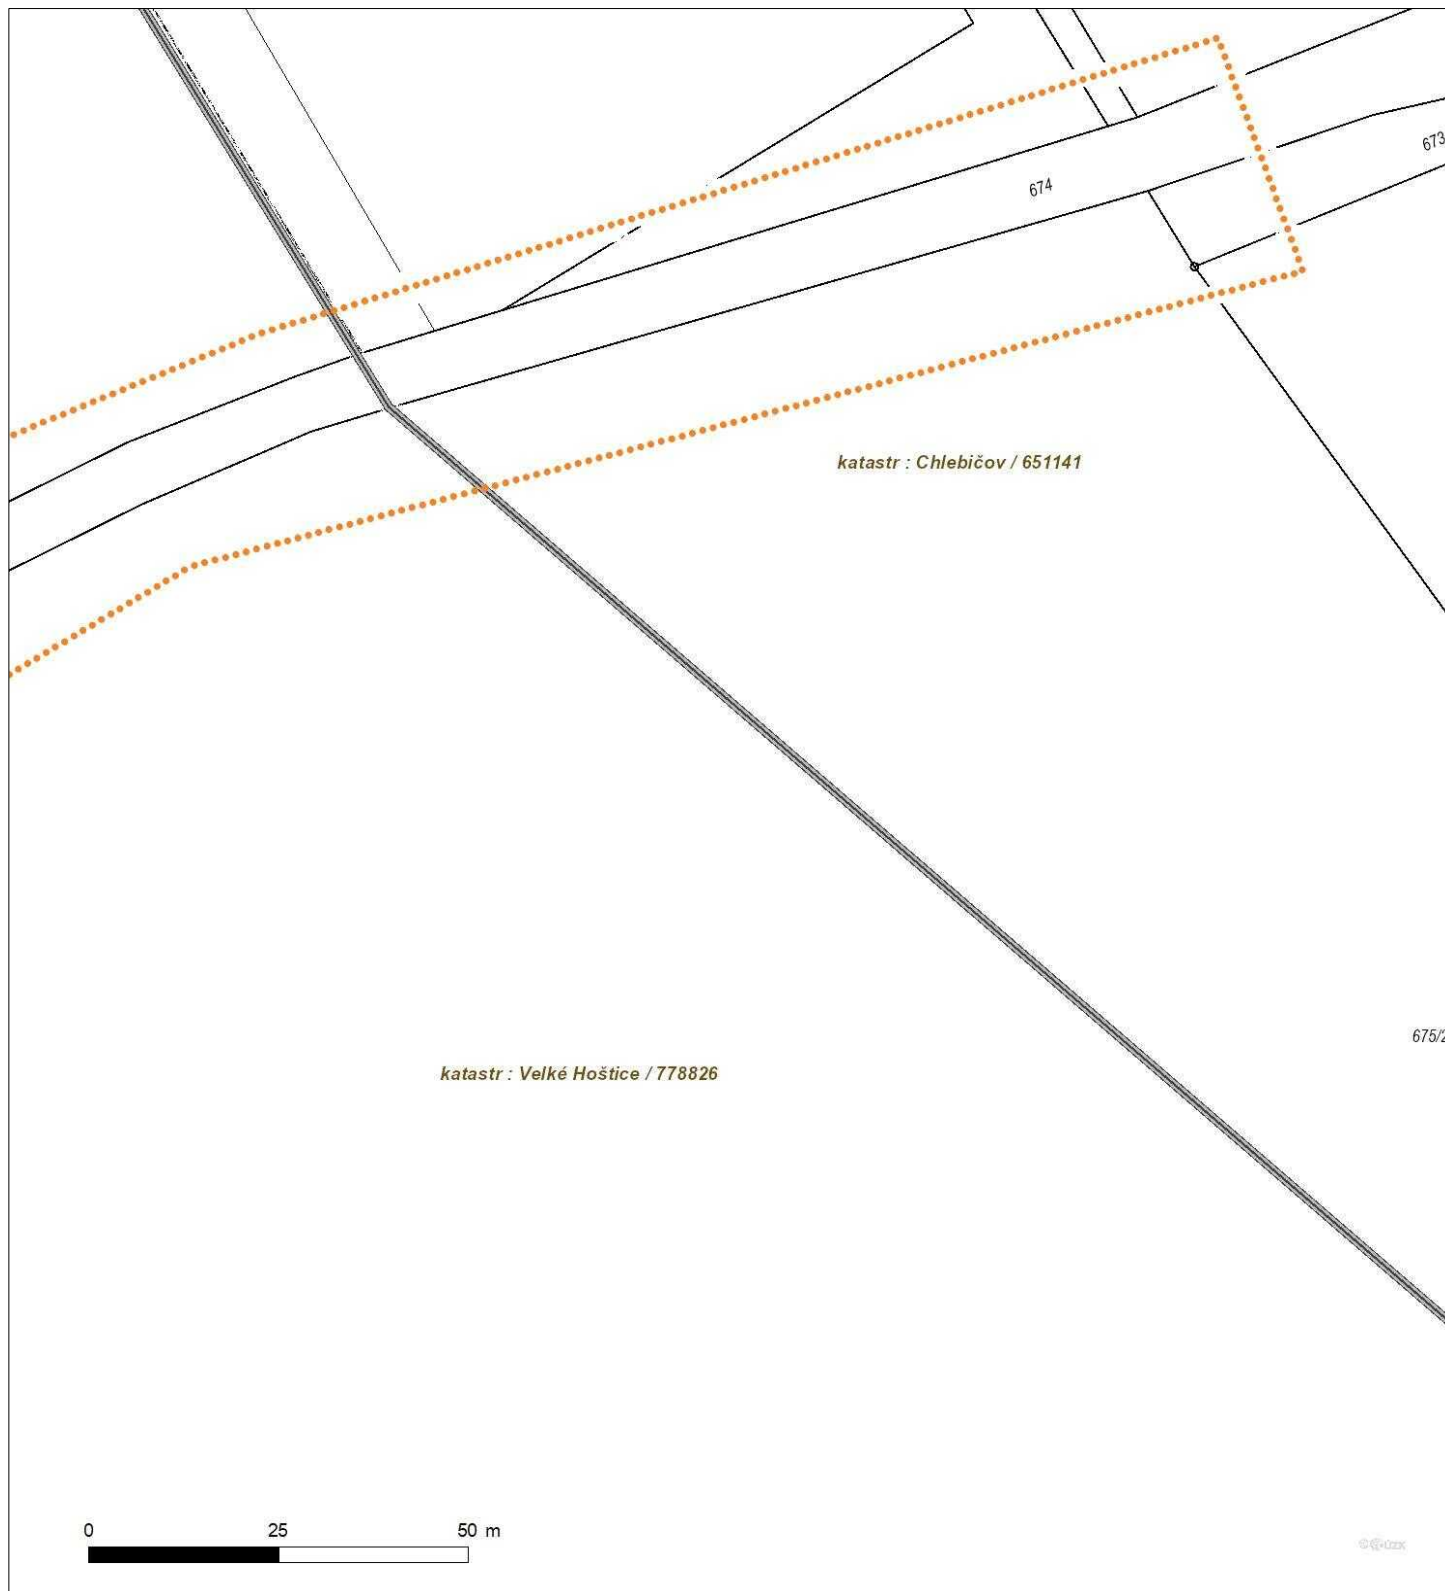 673
674
katastr : Chlebičov / 651141
675/2
katastr : Velké Hoštice / 778826
0 25 50 m